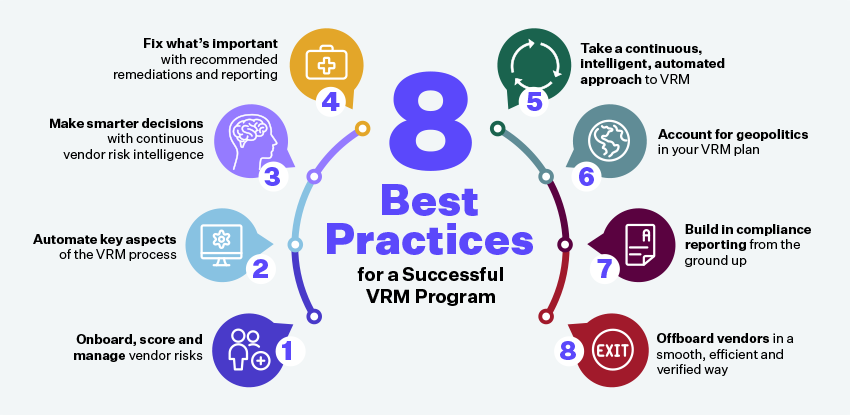 8
Best
Practices
for a Successful
VRM Program
1
Onboard, score and
manage vendor risks
2
Automate key aspects
of the VRM process
3
Make smarter decisions
with continuous
vendor risk intelligence
4
Fix what's important
with recommended
remediations and reporting
5
Take a continuous,
intelligent, automated
approach to VRM
6
Account for geopolitics
in your VRM plan
7
A
Build in compliance
reporting from the
ground up
8
EXIT
Offboard vendors in a
smooth, efficient and
verified way